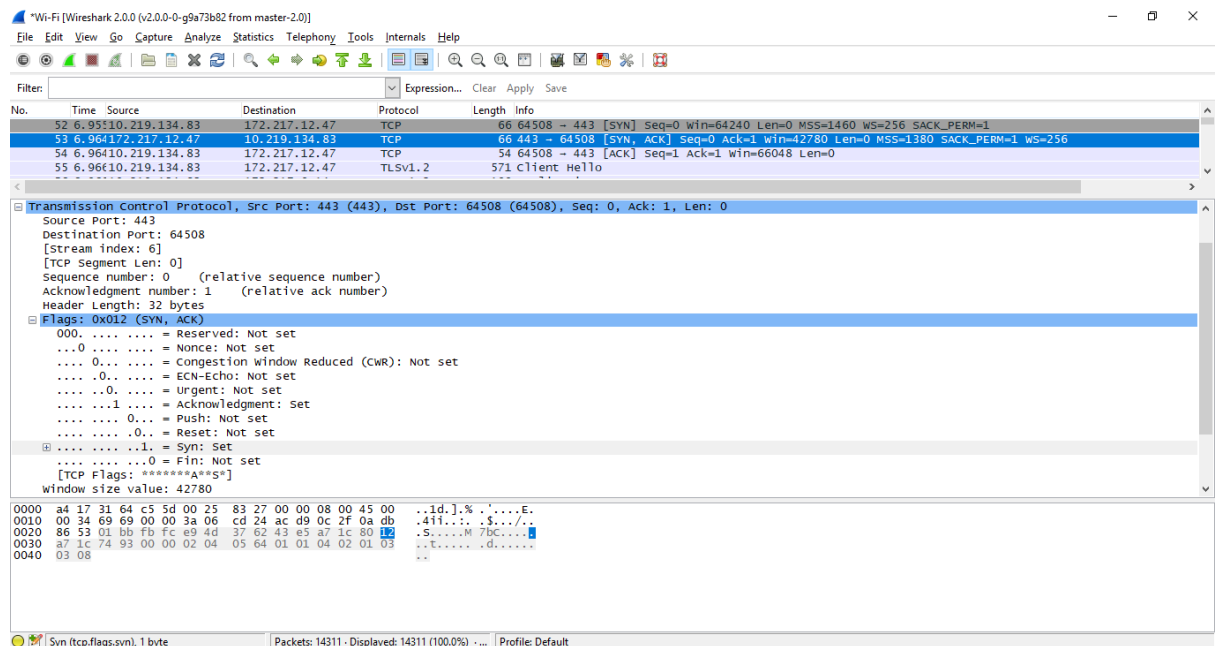 *Wi-Fi [Wireshark 2.0.0 (v2.0.0-0-g9a73b82 from master-2.0)]
File Edit View Go Capture Analyze Statistics Telephony Tools Internals Help
Filter: Expression... Clear Apply Save
No. Time Source Destination Protocol Length Info
52 6.955 10.219.134.83 172.217.12.47 TCP 66 64508 → 443 [SYN] Seq=0 Win=64240 Len=0 MSS=1460 WS=256 SACK_PERM=1
53 6.964 172.217.12.47 10.219.134.83 TCP 66 443 → 64508 [SYN, ACK] Seq=0 Ack=1 Win=42780 Len=0 MSS=1380 SACK_PERM=1 WS=256
54 6.964 10.219.134.83 172.217.12.47 TCP 54 64508 → 443 [ACK] Seq=1 Ack=1 Win=66048 Len=0
55 6.966 10.219.134.83 172.217.12.47 TLSv1.2 571 Client Hello
Transmission Control Protocol, Src Port: 443 (443), Dst Port: 64508 (64508), Seq: 0, Ack: 1, Len: 0
Source Port: 443
Destination Port: 64508
[Stream index: 6]
[TCP Segment Len: 0]
Sequence number: 0 (relative sequence number)
Acknowledgment number: 1 (relative ack number)
Header Length: 32 bytes
Flags: 0x012 (SYN, ACK)
000. .... .... = Reserved: Not set
...0 .... .... = Nonce: Not set
.... 0... .... = Congestion Window Reduced (CWR): Not set
.... .0.. .... = ECN-Echo: Not set
.... ..0. .... = Urgent: Not set
.... ...1 .... = Acknowledgment: Set
.... .... 0... = Push: Not set
.... .... .0.. = Reset: Not set
.... .... ..1. = Syn: Set
.... .... ...0 = Fin: Not set
[TCP Flags: *******A**S*]
Window size value: 42780
0000 a4 17 31 64 c5 5d 00 25 83 27 00 00 08 00 45 00 ..1d.].% .'....E.
0010 00 34 69 69 00 00 3a 06 cd 24 ac d9 0c 2f 0a db .4ii..:. .$.../..
0020 86 53 01 bb fb fc e9 4d 37 62 43 e5 a7 1c 80 12 .S.....M 7bC.....
0030 a7 1c 74 93 00 00 02 04 05 64 01 01 04 02 01 03 ..t..... .d......
0040 03 08 ..
Syn (tcp.flags.syn), 1 byte Packets: 14311 · Displayed: 14311 (100.0%) · ... Profile: Default